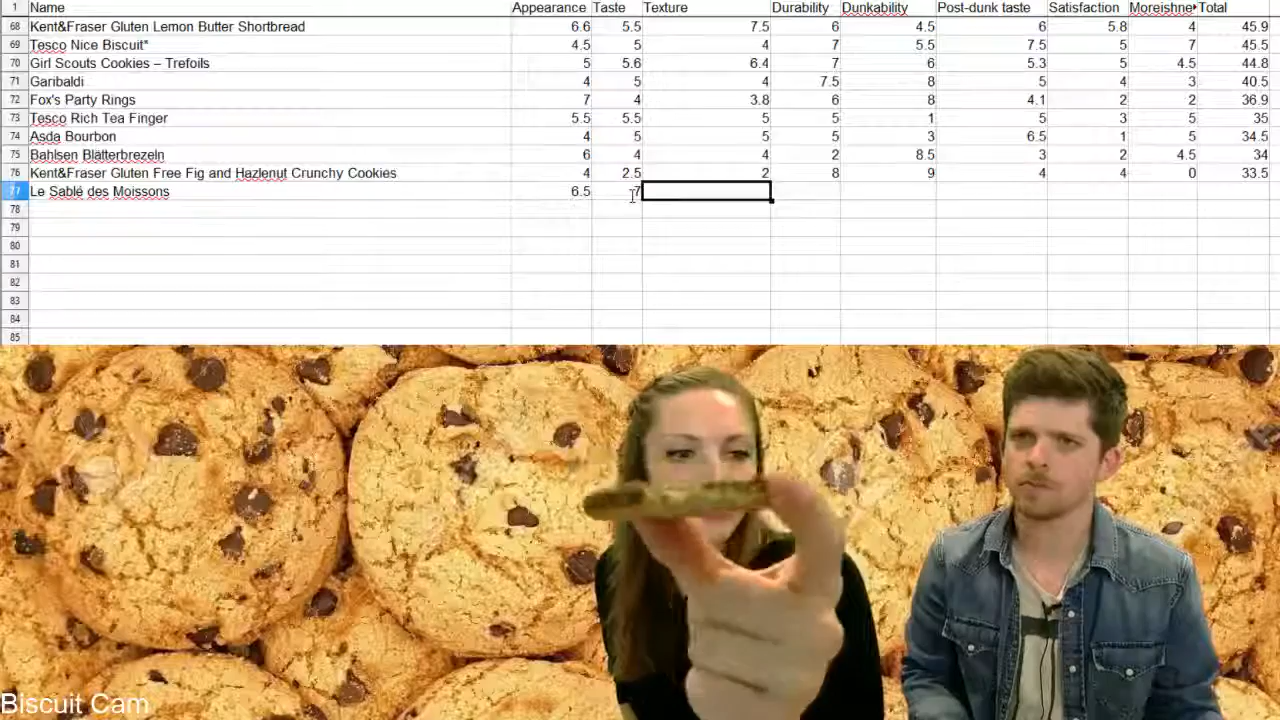 1 Name Appearance Taste Texture Durability Dunkability Post-dunk taste Satisfaction Moreishne Total
68 Kent&Fraser Gluten Lemon Butter Shortbread 6.6 5.5 7.5 6 4.5 6 5.8 4 45.9
69 Tesco Nice Biscuit* 4.5 5 4 7 5.5 7.5 5 7 45.5
70 Girl Scouts Cookies – Trefoils 5 5.6 6.4 7 6 5.3 5 4.5 44.8
71 Garibaldi 4 5 4 7.5 8 5 4 3 40.5
72 Fox's Party Rings 7 4 3.8 6 8 4.1 2 2 36.9
73 Tesco Rich Tea Finger 5.5 5.5 5 5 1 5 3 5 35
74 Asda Bourbon 4 5 5 5 3 6.5 1 5 34.5
75 Bahlsen Blätterbrezeln 6 4 4 2 8.5 3 2 4.5 34
76 Kent&Fraser Gluten Free Fig and Hazlenut Crunchy Cookies 4 2.5 2 8 9 4 4 0 33.5
77 Le Sablé des Moissons 6.5 7
78
79
80
81
82
83
84
85
Biscuit Cam